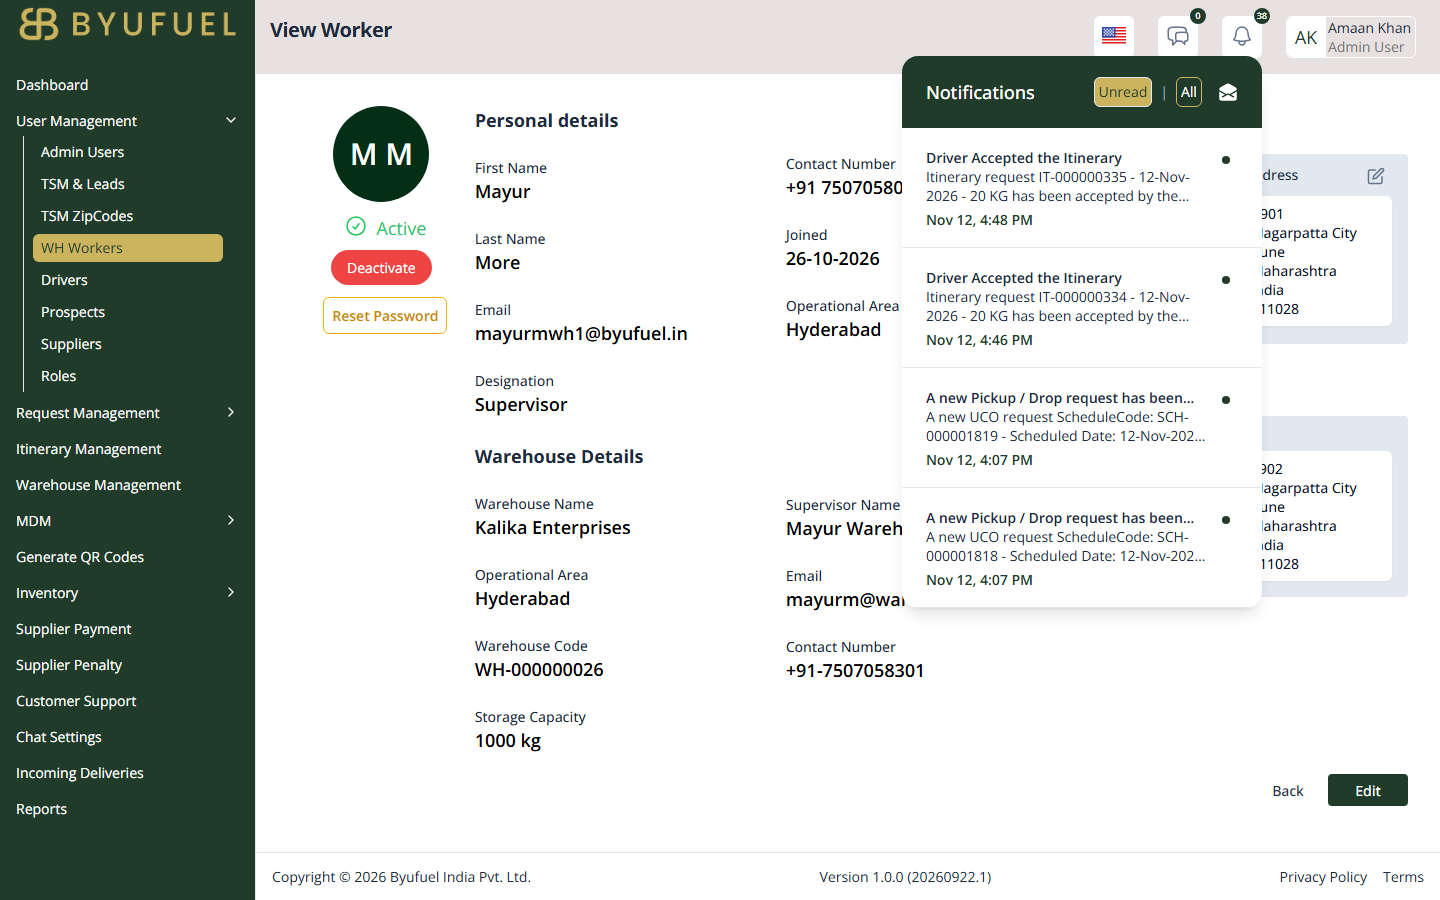 BYUFUEL
Dashboard
User Management
Admin Users
TSM & Leads
TSM ZipCodes
WH Workers
Drivers
Prospects
Suppliers
Roles
Request Management
Itinerary Management
Warehouse Management
MDM
Generate QR Codes
Inventory
Supplier Payment
Supplier Penalty
Customer Support
Chat Settings
Incoming Deliveries
Reports
View Worker
0
38
AK
Amaan Khan
Admin User
M M
Active
Deactivate
Reset Password
Personal details
First Name
Mayur
Last Name
More
Email
mayurmwh1@byufuel.in
Designation
Supervisor
Contact Number
+91 75070580
Joined
26-10-2026
Operational Area
Hyderabad
Warehouse Details
Warehouse Name
Kalika Enterprises
Operational Area
Hyderabad
Warehouse Code
WH-000000026
Storage Capacity
1000 kg
Supervisor Name
Mayur Wareh
Email
mayurm@wa
Contact Number
+91-7507058301
Notifications
Unread
|
All
Driver Accepted the Itinerary
Itinerary request IT-000000335 - 12-Nov-
2026 - 20 KG has been accepted by the...
Nov 12, 4:48 PM
Driver Accepted the Itinerary
Itinerary request IT-000000334 - 12-Nov-
2026 - 20 KG has been accepted by the...
Nov 12, 4:46 PM
A new Pickup / Drop request has been...
A new UCO request ScheduleCode: SCH-
000001819 - Scheduled Date: 12-Nov-202...
Nov 12, 4:07 PM
A new Pickup / Drop request has been...
A new UCO request ScheduleCode: SCH-
000001818 - Scheduled Date: 12-Nov-202...
Nov 12, 4:07 PM
dress
901
agarpatta City
une
aharashtra
dia
11028
902
agarpatta City
une
aharashtra
dia
11028
Back
Edit
Copyright © 2026 Byufuel India Pvt. Ltd.
Version 1.0.0 (20260922.1)
Privacy Policy
Terms